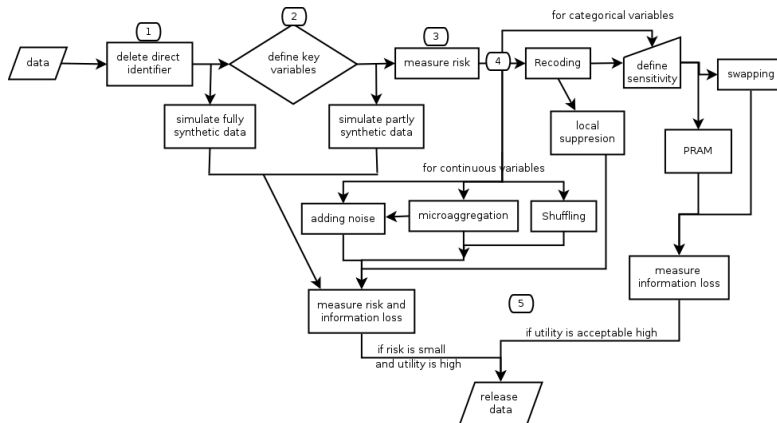 for categorical variables
1
2
3
4
data
delete direct
identifier
define key
variables
measure risk
Recoding
define
sensitivity
swapping
simulate fully
synthetic data
simulate partly
synthetic data
local
suppresion
PRAM
for continuous variables
adding noise
microaggregation
Shuffling
measure
information loss
measure risk and
information loss
5
if utility is acceptable high
if risk is small
and utility is high
release
data